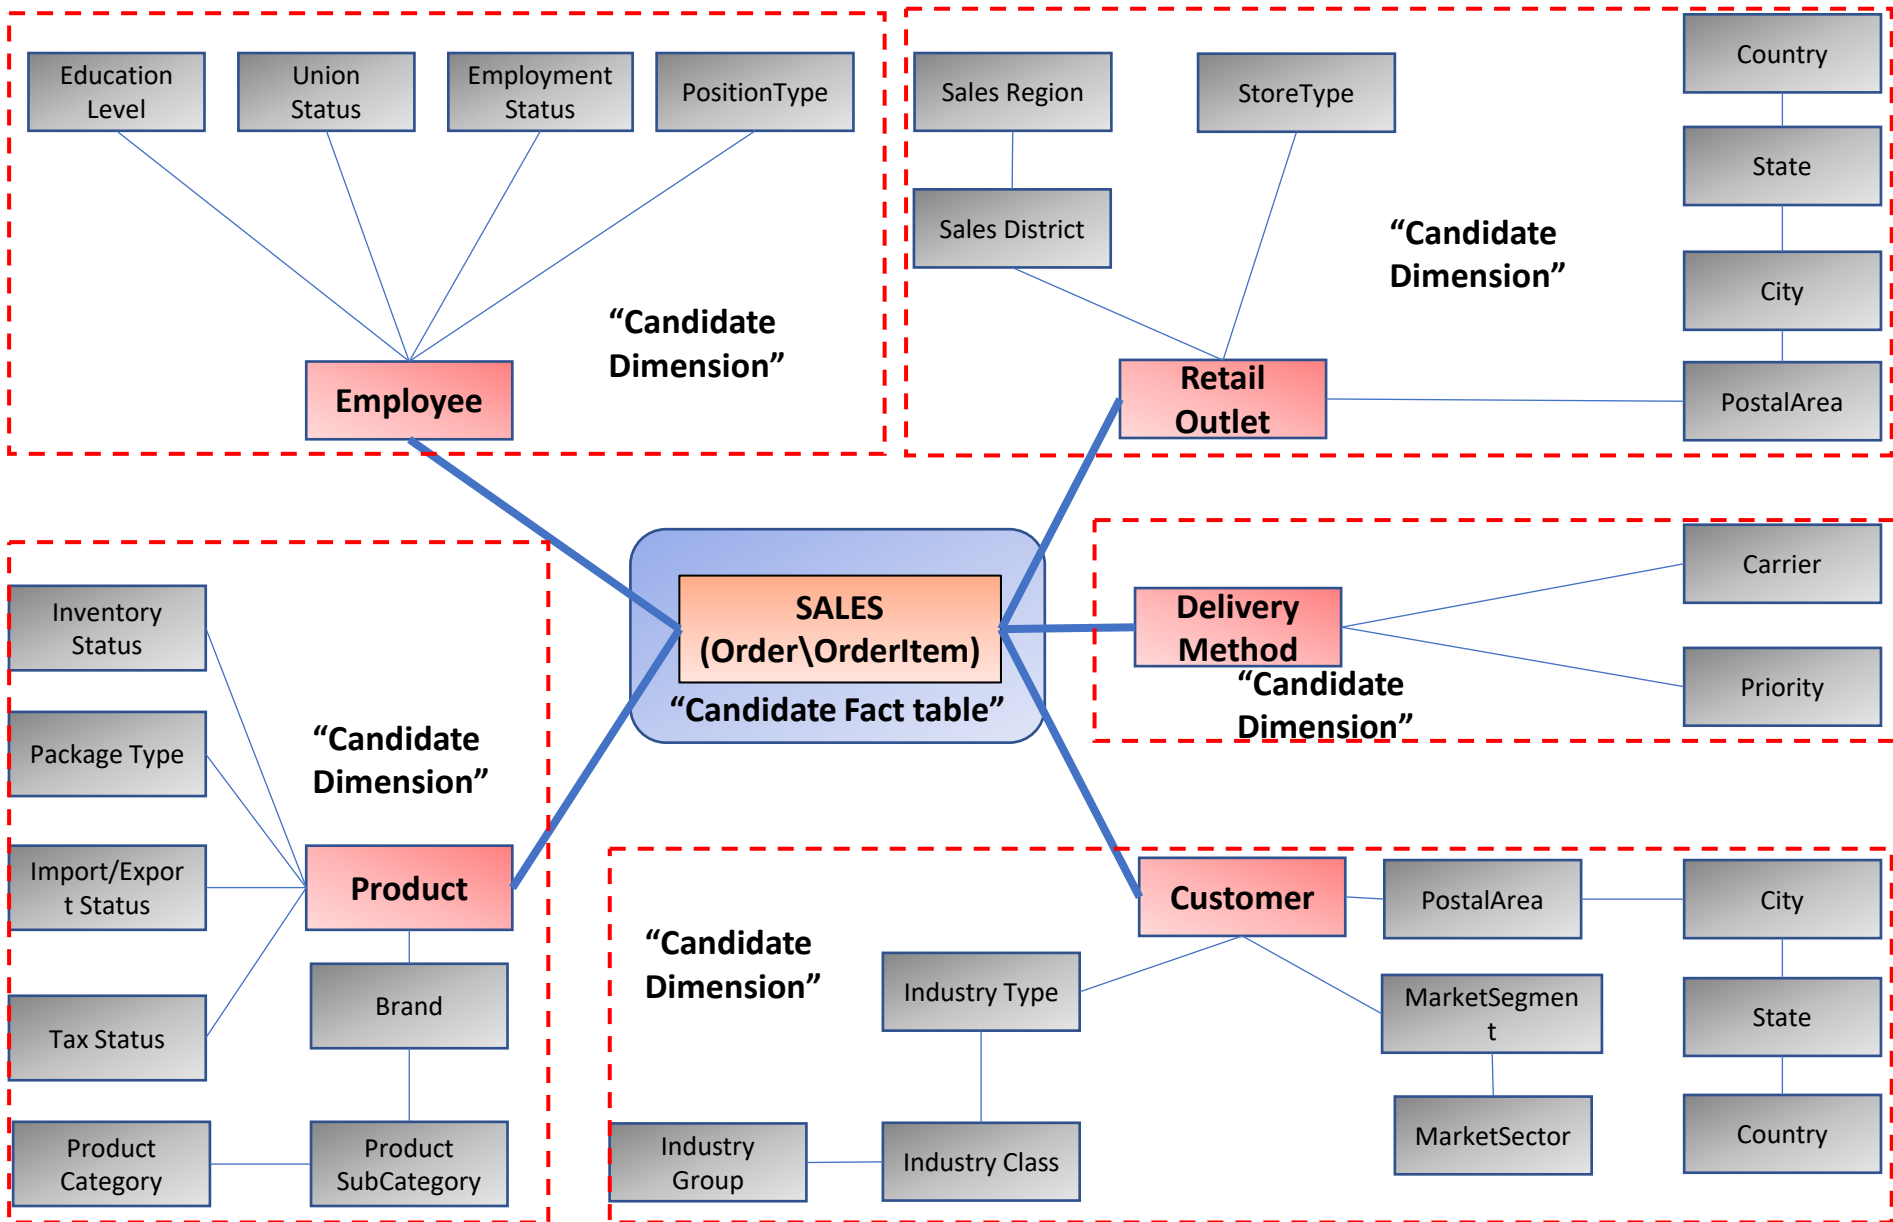 Education
Level
Union
Status
Employment
Status
PositionType
“Candidate
Dimension”
Employee
Sales Region
StoreType
Country
State
Sales District
“Candidate
Dimension”
City
Retail
Outlet
PostalArea
SALES
(Order\OrderItem)
“Candidate Fact table”
Delivery
Method
“Candidate
Dimension”
Carrier
Priority
Inventory
Status
Package Type
“Candidate
Dimension”
Import/Expor
t Status
Product
Tax Status
Brand
Product
Category
Product
SubCategory
Customer
PostalArea
City
“Candidate
Dimension”
Industry Type
MarketSegmen
t
State
Industry
Group
Industry Class
MarketSector
Country